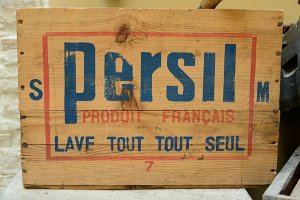 Persil
S M
PRODUIT FRANÇAIS
LAVE TOUT TOUT SEUL
7